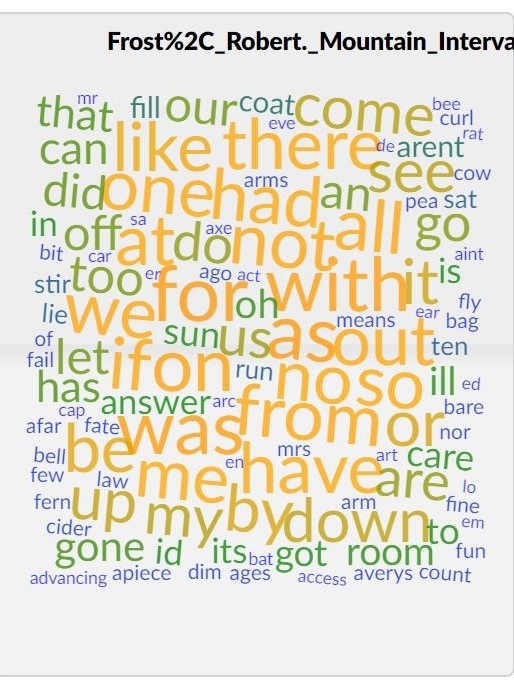 Frost%2C_Robert._Mountain_Interva
mr
that fill our coat come bee
curl
eve rat
can like there de arent
see cow
did one had an arms
pea sat
in off sa at do axe not all go
bit car aint
stir too er ago act with it is
for oh fly
lie we means ear bag
sun us as out
of ten
fail let if on run no so ill ed
has answer arc bare
cap from or
afar fate was nor
bell be mrs art care
en have
few law me are lo
fern up my by arm fine
down em
cider to
gone id its bat got room fun
advancing apiece dim ages access averys count